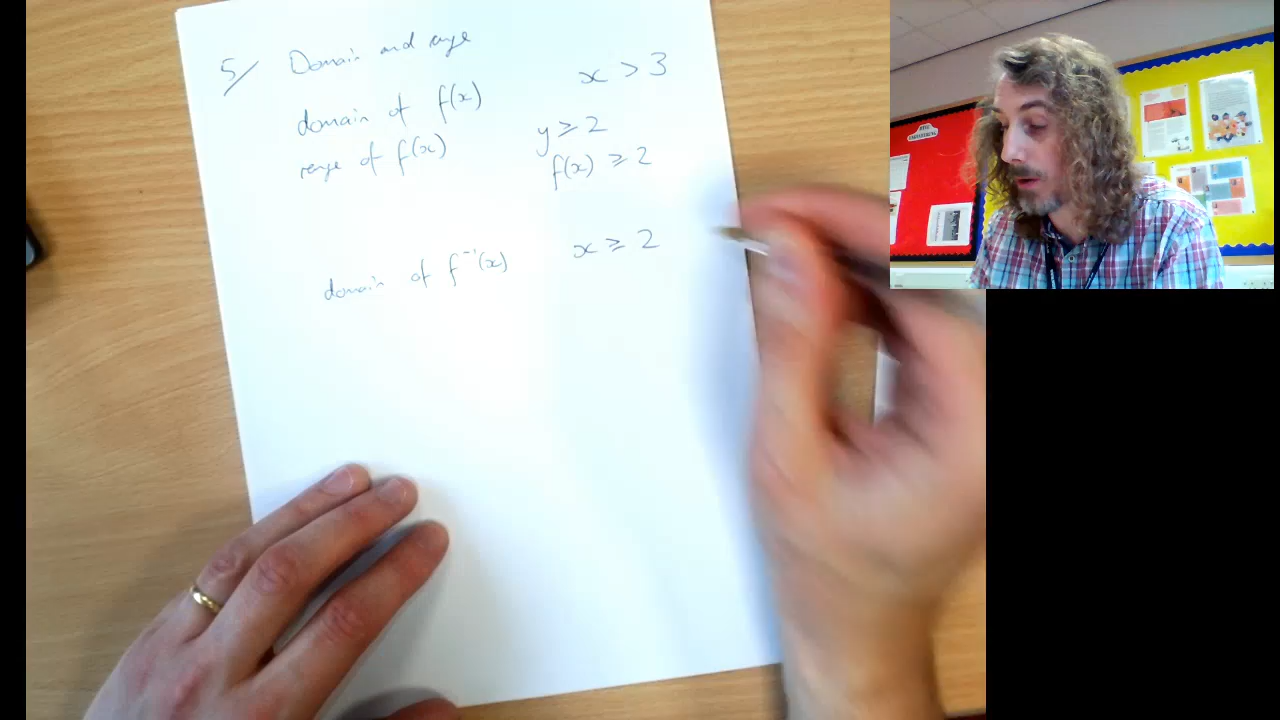 5/ Domain and range
domain of f(x) x > 3
range of f(x) y ⩾ 2
f(x) ⩾ 2
domain of f⁻¹(x) x ⩾ 2